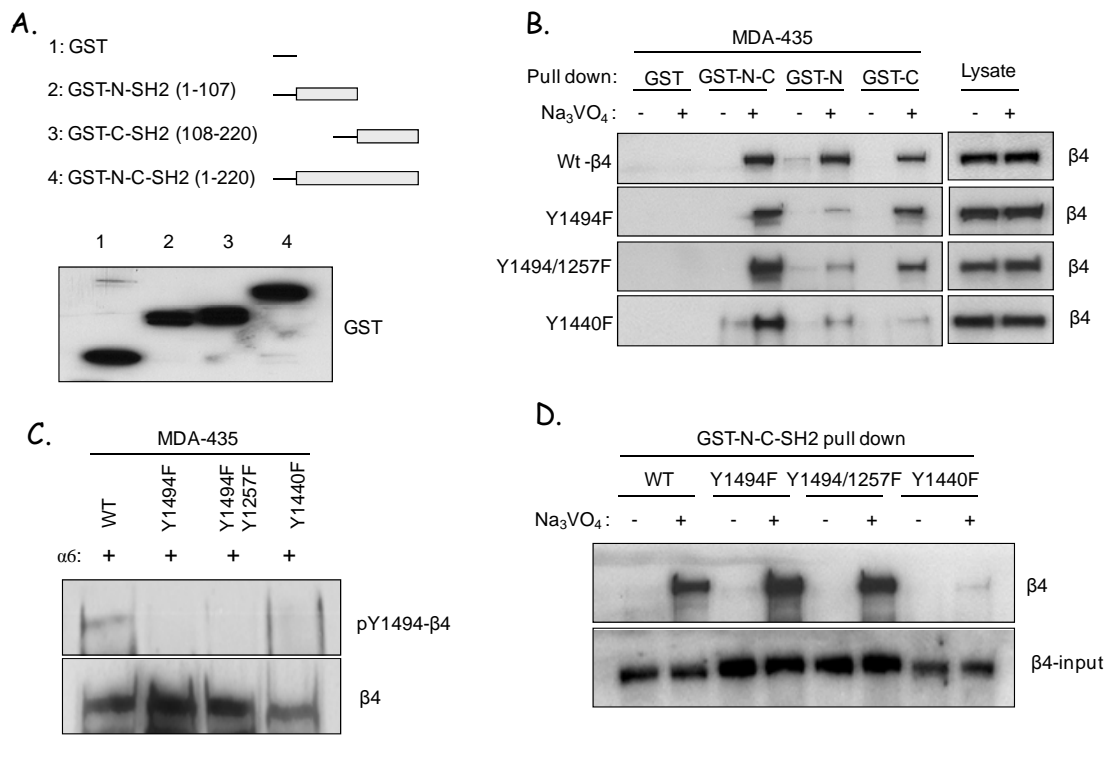 A.
1: GST
2: GST-N-SH2 (1-107)
3: GST-C-SH2 (108-220)
4: GST-N-C-SH2 (1-220)
1 2 3 4
GST
B.
MDA-435
Pull down: GST GST-N-C GST-N GST-C Lysate
Na₃VO₄: - + - + - + - + - +
Wt -β4 β4
Y1494F β4
Y1494/1257F β4
Y1440F β4
C.
MDA-435
WT Y1494F Y1494F Y1257F Y1440F
α6: + + + +
pY1494-β4
β4
D.
GST-N-C-SH2 pull down
WT Y1494F Y1494/1257F Y1440F
Na₃VO₄: - + - + - + - +
β4
β4-input